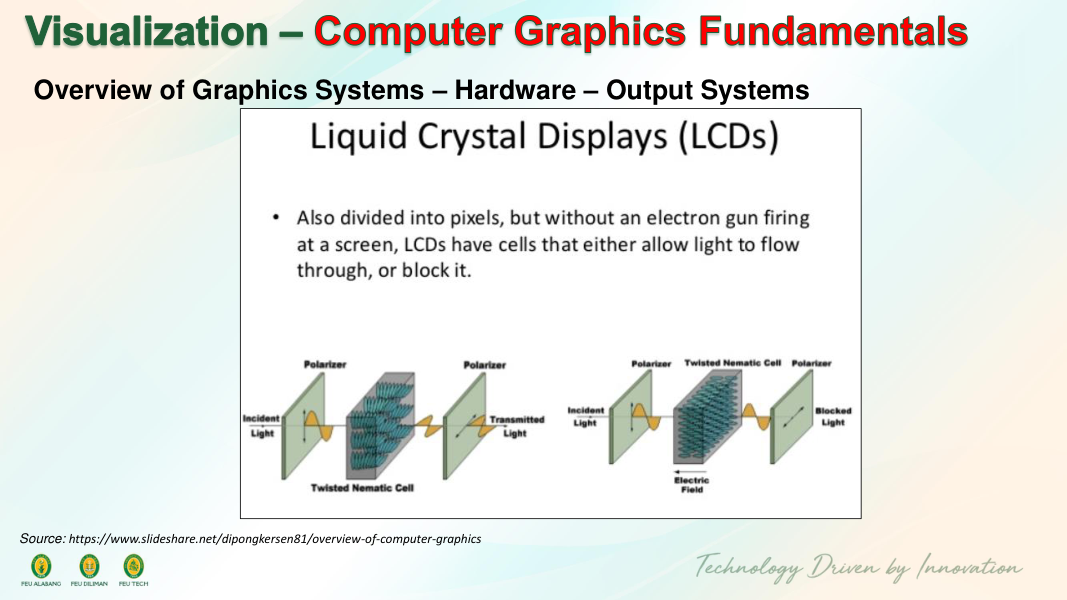 Visualization – Computer Graphics Fundamentals
Overview of Graphics Systems – Hardware – Output Systems
Liquid Crystal Displays (LCDs)
• Also divided into pixels, but without an electron gun firing
at a screen, LCDs have cells that either allow light to flow
through, or block it.
Polarizer
Polarizer
Incident
Light
Transmitted
Light
Twisted Nematic Cell
Polarizer
Twisted Nematic Cell
Polarizer
Incident
Light
Blocked
Light
Electric
Field
Source: https://www.slideshare.net/dipongkersen81/overview-of-computer-graphics
FEU ALABANG
FEU DILIMAN
FEU TECH
Technology Driven by Innovation